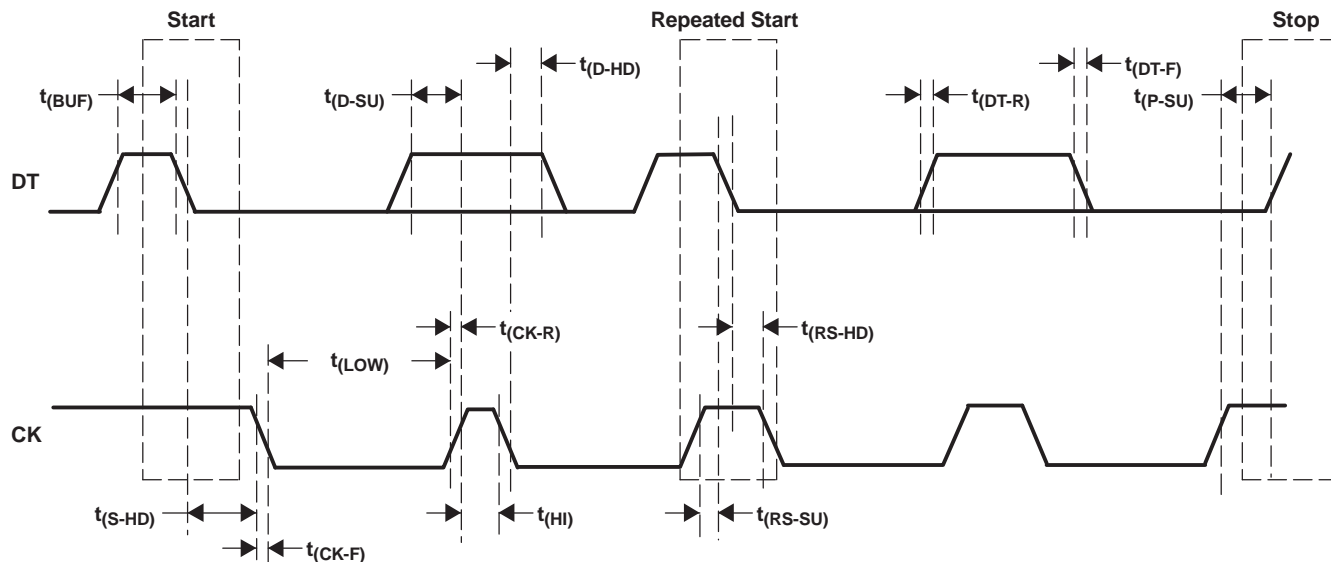 Start
Repeated Start
Stop
t(BUF)
t(D-SU)
t(D-HD)
t(DT-R)
t(DT-F)
t(P-SU)
DT
t(LOW)
t(CK-R)
t(RS-HD)
CK
t(S-HD)
t(CK-F)
t(HI)
t(RS-SU)